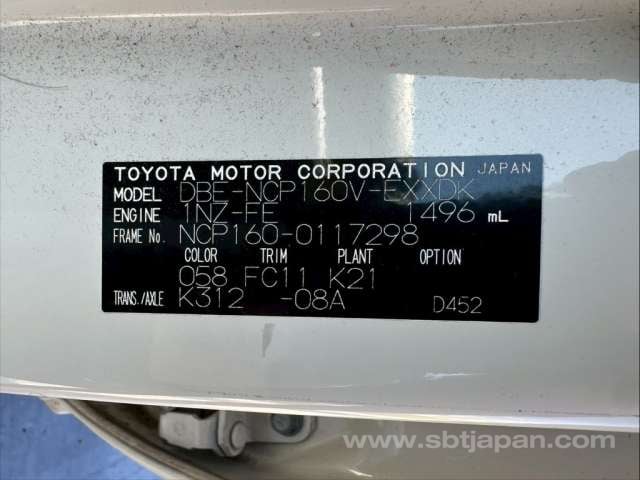 TOYOTA MOTOR CORPORATION JAPAN
MODEL DBE-NCP160V-EXXDK
ENGINE 1NZ-FE 1496 mL
FRAME No. NCP160-0117298
COLOR TRIM PLANT OPTION
058 FC11 K21
TRANS./AXLE K312 -08A D452
www.sbtjapan.com